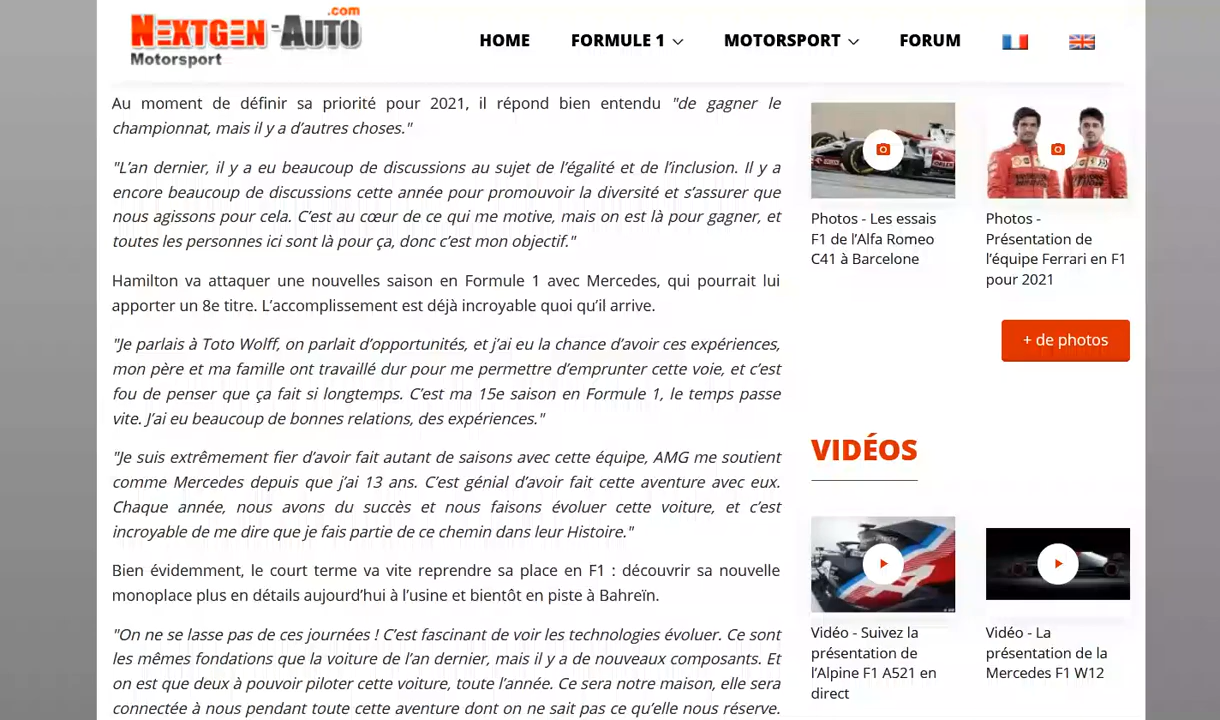 NEXTGEN-AUTO.com
Motorsport
HOME
FORMULE 1
MOTORSPORT
FORUM
Au moment de définir sa priorité pour 2021, il répond bien entendu "de gagner le
championnat, mais il y a d’autres choses."
"L’an dernier, il y a eu beaucoup de discussions au sujet de l’égalité et de l’inclusion. Il y a
encore beaucoup de discussions cette année pour promouvoir la diversité et s’assurer que
nous agissons pour cela. C’est au cœur de ce qui me motive, mais on est là pour gagner, et
toutes les personnes ici sont là pour ça, donc c’est mon objectif."
Hamilton va attaquer une nouvelles saison en Formule 1 avec Mercedes, qui pourrait lui
apporter un 8e titre. L’accomplissement est déjà incroyable quoi qu’il arrive.
"Je parlais à Toto Wolff, on parlait d’opportunités, et j’ai eu la chance d’avoir ces expériences,
mon père et ma famille ont travaillé dur pour me permettre d’emprunter cette voie, et c’est
fou de penser que ça fait si longtemps. C’est ma 15e saison en Formule 1, le temps passe
vite. J’ai eu beaucoup de bonnes relations, des expériences."
"Je suis extrêmement fier d’avoir fait autant de saisons avec cette équipe, AMG me soutient
comme Mercedes depuis que j’ai 13 ans. C’est génial d’avoir fait cette aventure avec eux.
Chaque année, nous avons du succès et nous faisons évoluer cette voiture, et c’est
incroyable de me dire que je fais partie de ce chemin dans leur Histoire."
Bien évidemment, le court terme va vite reprendre sa place en F1 : découvrir sa nouvelle
monoplace plus en détails aujourd’hui à l’usine et bientôt en piste à Bahreïn.
"On ne se lasse pas de ces journées ! C’est fascinant de voir les technologies évoluer. Ce sont
les mêmes fondations que la voiture de l’an dernier, mais il y a de nouveaux composants. Et
on est que deux à pouvoir piloter cette voiture, toute l’année. Ce sera notre maison, elle sera
connectée à nous pendant toute cette aventure dont on ne sait pas ce qu’elle nous réserve.
Photos - Les essais
F1 de l’Alfa Romeo
C41 à Barcelone
Photos -
Présentation de
l’équipe Ferrari en F1
pour 2021
+ de photos
VIDÉOS
Vidéo - Suivez la
présentation de
l’Alpine F1 A521 en
direct
Vidéo - La
présentation de la
Mercedes F1 W12